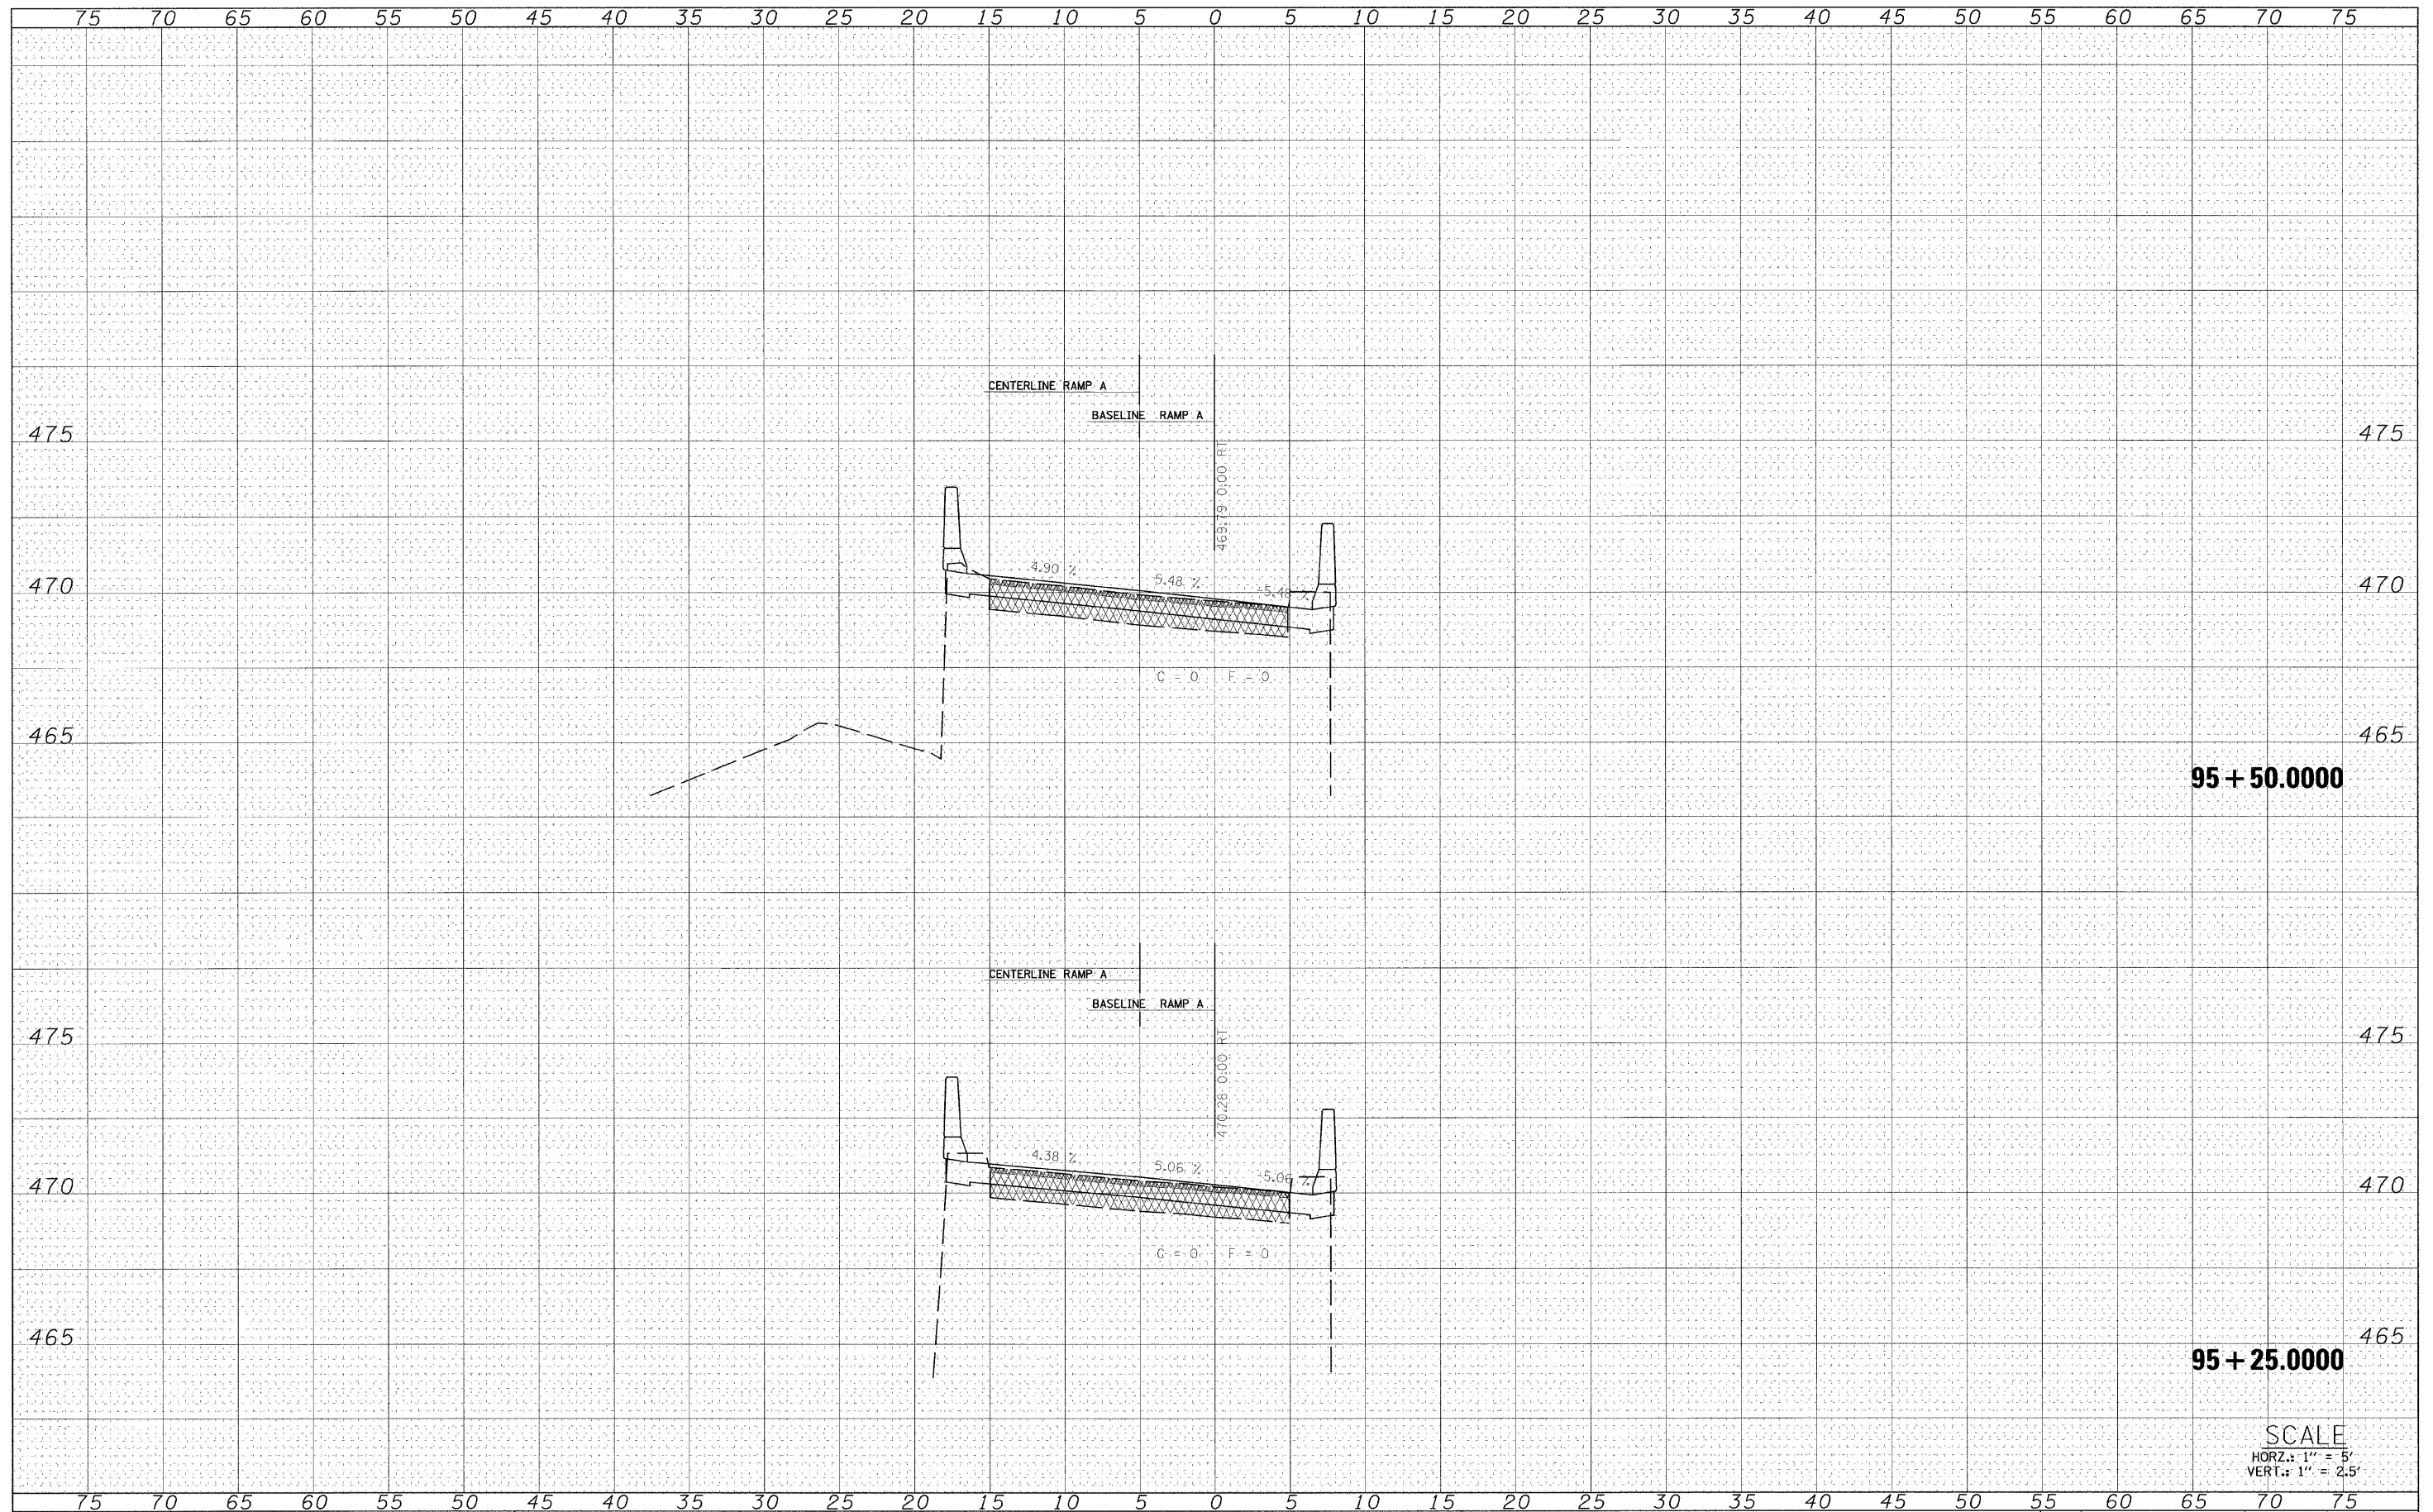 75 70 65 60 55 50 45 40 35 30 25 20 15 10 5 0 5 10 15 20 25 30 35 40 45 50 55 60 65 70 75
CENTERLINE RAMP A
BASELINE RAMP A
475 475
469.79 0.00 RT
4.90 %
5.48 %
-5.48 %
470 470
C = 0 F = 0
465 465
95+50.0000
CENTERLINE RAMP A
BASELINE RAMP A
475 475
470.28 0.00 RT
4.38 %
5.06 %
-5.06 %
470 470
C = 0 F = 0
465 465
95+25.0000
SCALE
HORZ.: 1" = 5'
VERT.: 1" = 2.5'
75 70 65 60 55 50 45 40 35 30 25 20 15 10 5 0 5 10 15 20 25 30 35 40 45 50 55 60 65 70 75